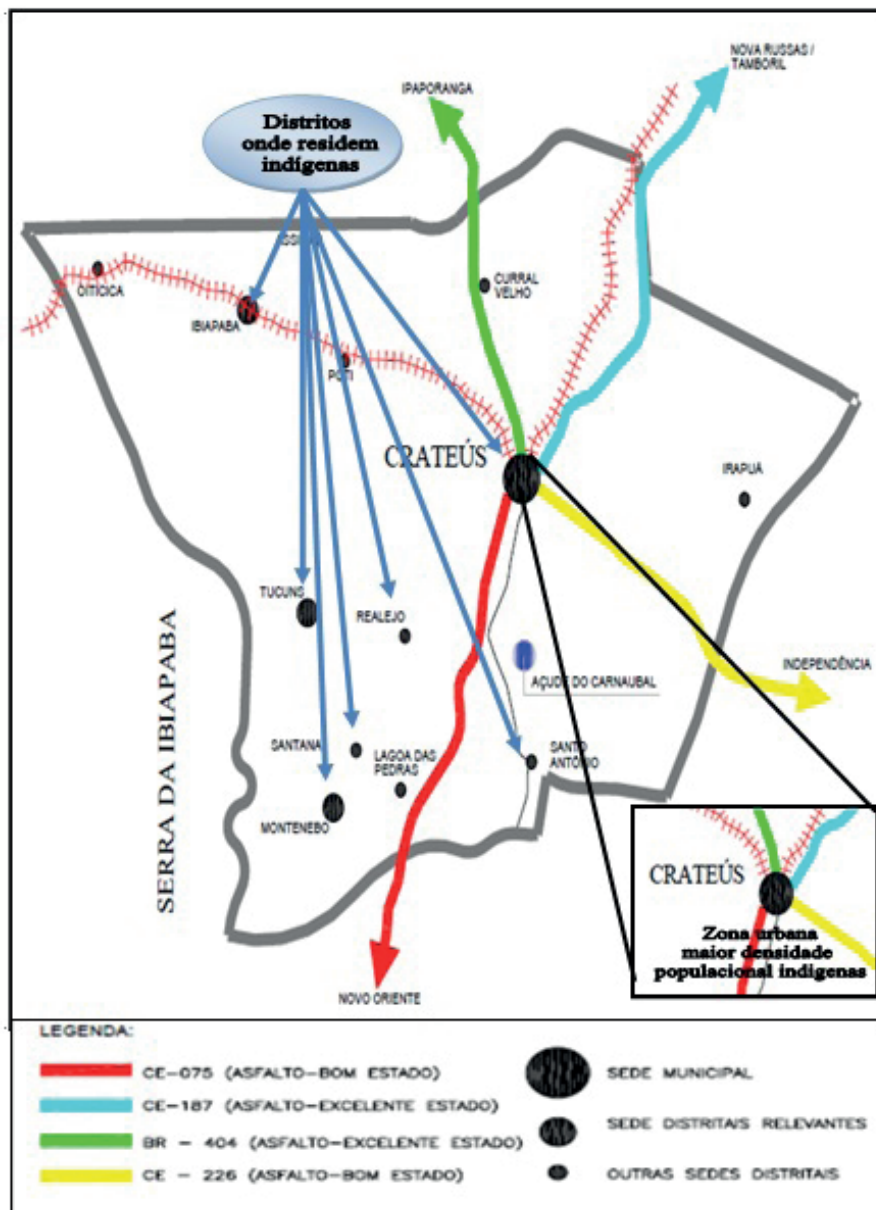 NOVA RUSSAS /
TAMBORIL
IPAPORANGA
Distritos
onde residem
indígenas
OITICICA
CURRAL
VELHO
IBIAPABA
POTI
CRATEÚS
IRAPUÁ
TUCUNS
REALEJO
INDEPENDÊNCIA
AÇUDE DO CARNAUBAL
SERRA DA IBIAPABA
SANTANA
LAGOA DAS
PEDRAS
SANTO
ANTÔNIO
MONTENEBO
CRATEÚS
Zona urbana
maior densidade
populacional indígenas
NOVO ORIENTE
LEGENDA:
CE-075 (ASFALTO-BOM ESTADO)
CE-187 (ASFALTO-EXCELENTE ESTADO)
BR - 404 (ASFALTO-EXCELENTE ESTADO)
CE - 226 (ASFALTO-BOM ESTADO)
SEDE MUNICIPAL
SEDE DISTRITAIS RELEVANTES
OUTRAS SEDES DISTRITAIS